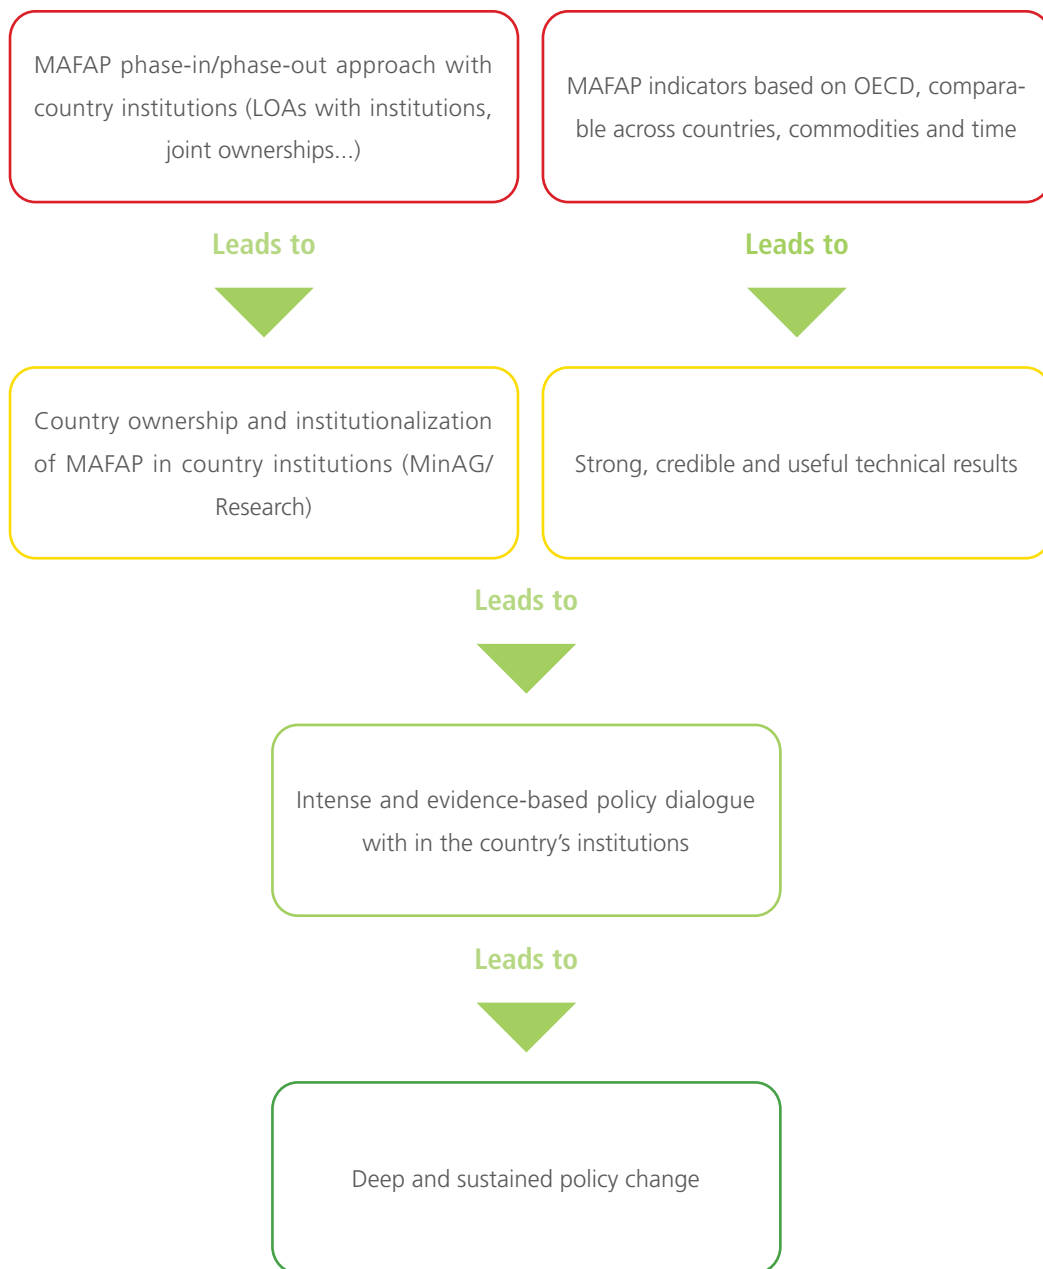 MAFAP phase-in/phase-out approach with
country institutions (LOAs with institutions,
joint ownerships...)
MAFAP indicators based on OECD, compara-
ble across countries, commodities and time
Leads to
Leads to
Country ownership and institutionalization
of MAFAP in country institutions (MinAG/
Research)
Strong, credible and useful technical results
Leads to
Intense and evidence-based policy dialogue
with in the country’s institutions
Leads to
Deep and sustained policy change